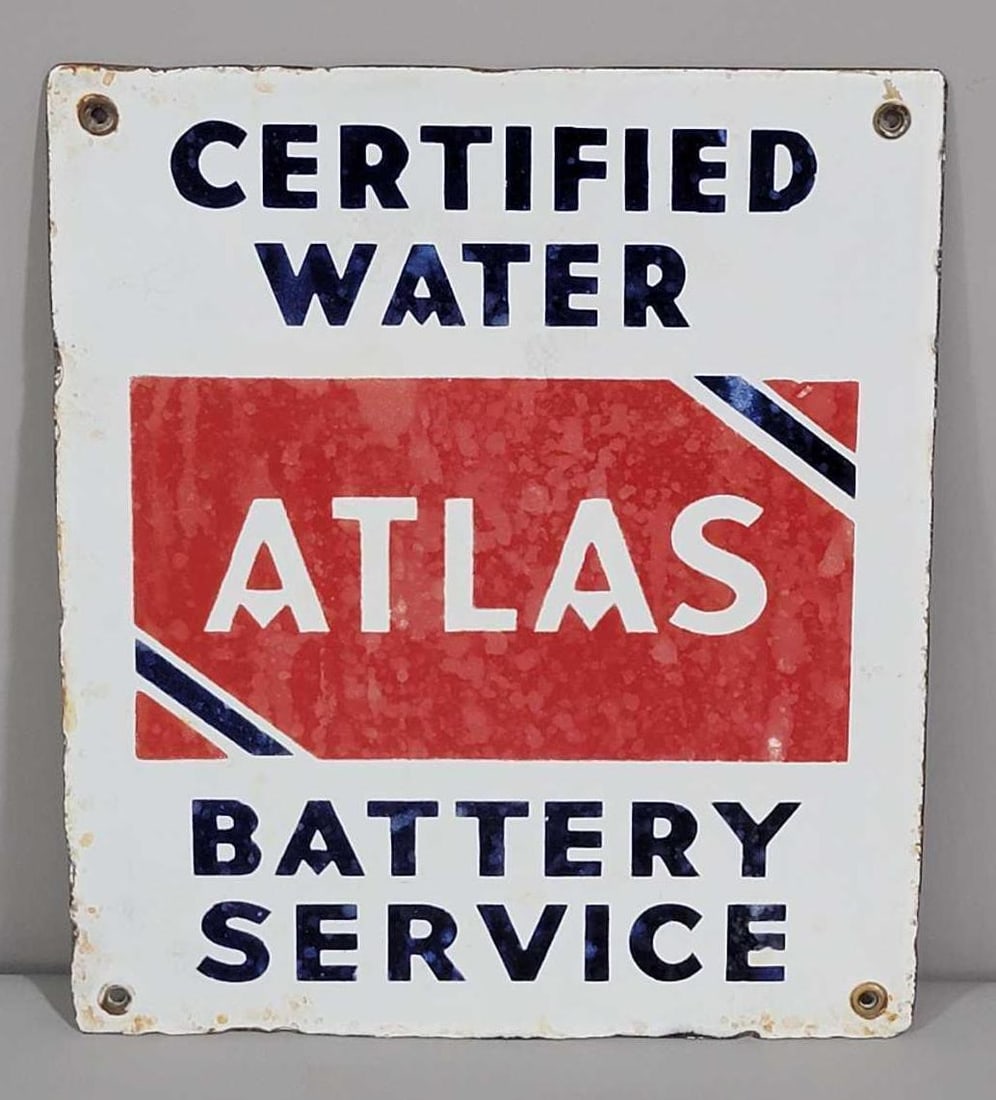 CERTIFIED
WATER
ATLAS
BATTERY
SERVICE